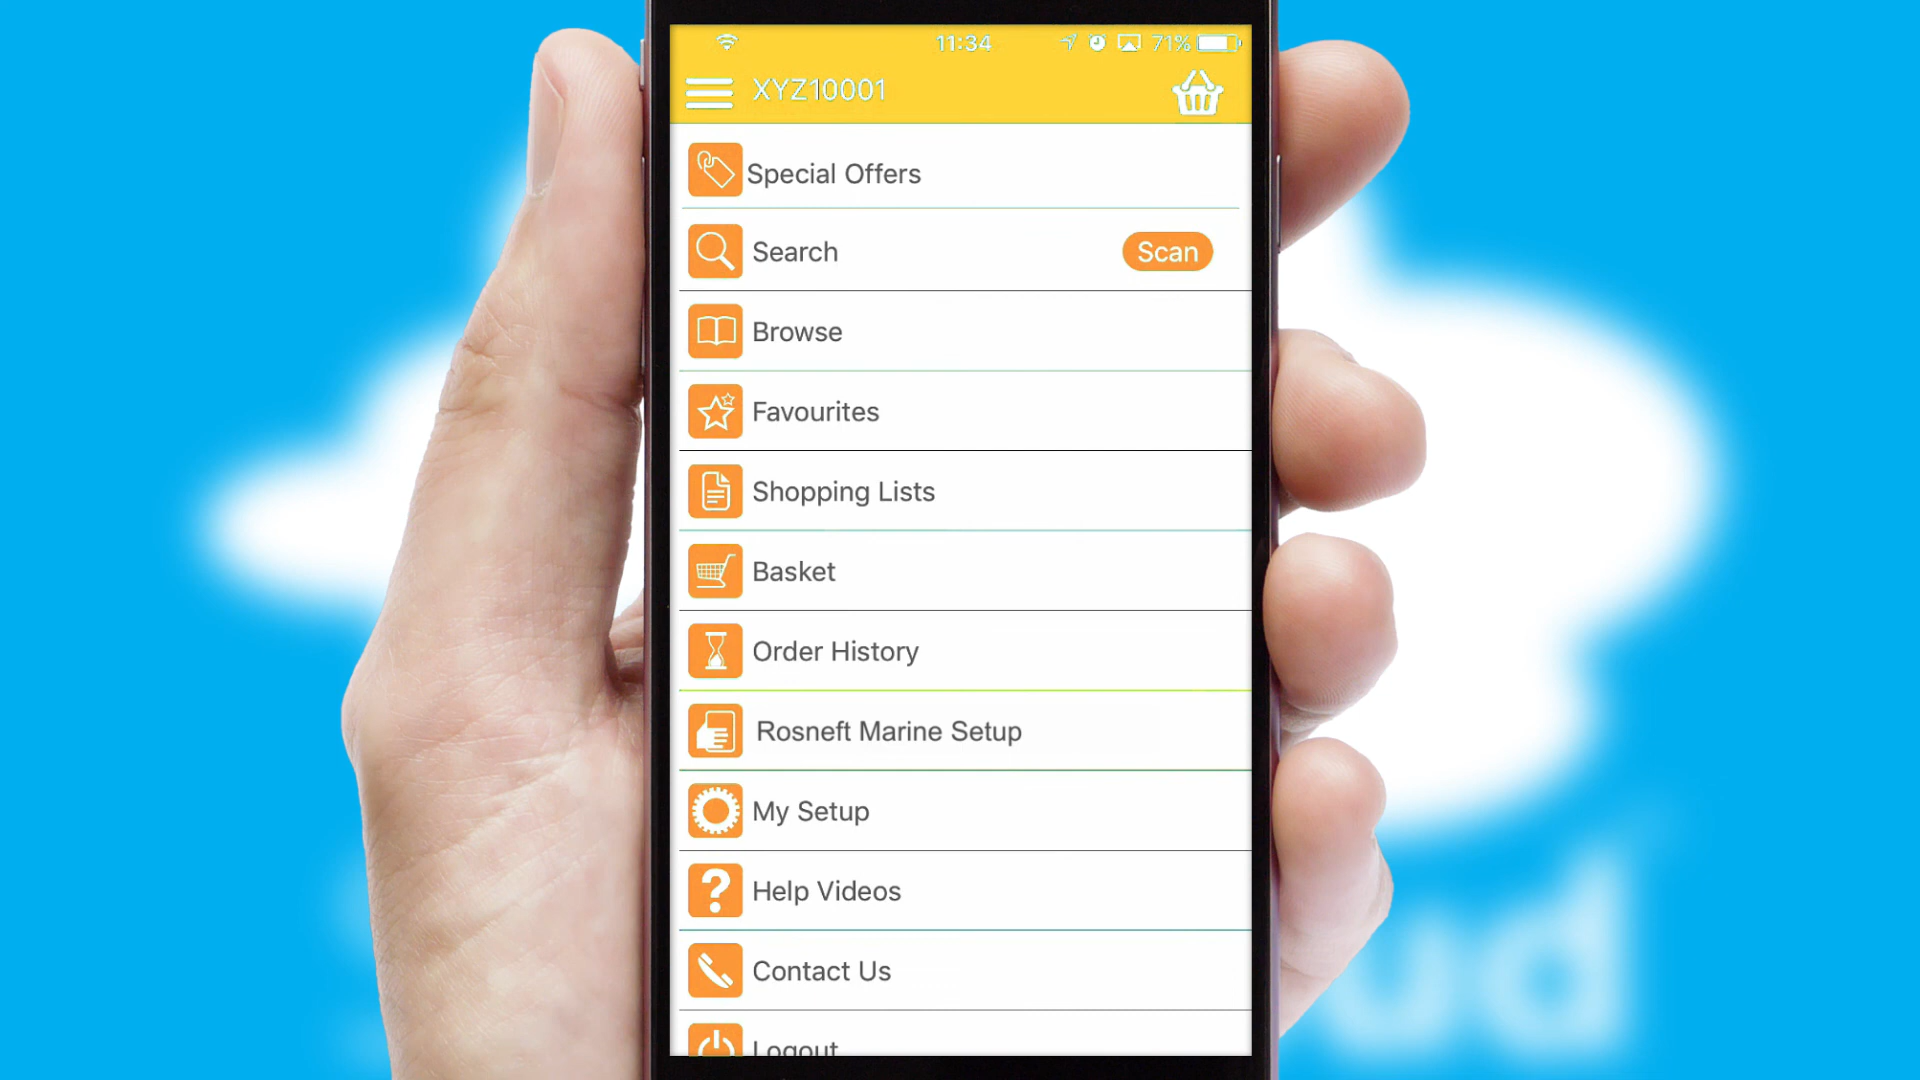 11:34
71%
XYZ10001
Special Offers
Search
Scan
Browse
Favourites
Shopping Lists
Basket
Order History
Rosneft Marine Setup
My Setup
Help Videos
Contact Us
Logout
ud